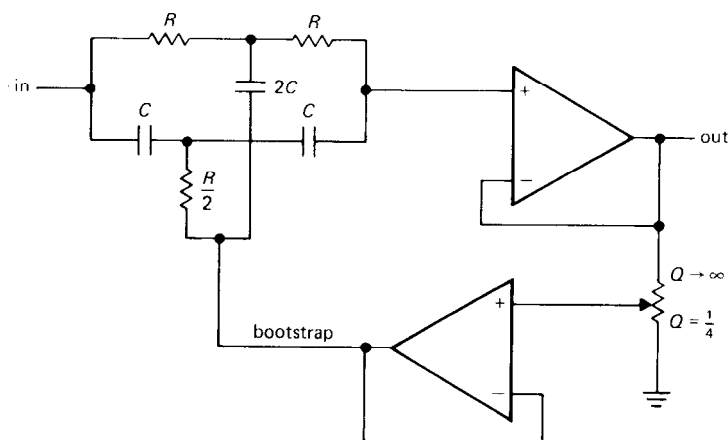 R
R
in
2C
C
C
+
−
out
R
2
Q → ∞
+
Q = 1/4
bootstrap
−